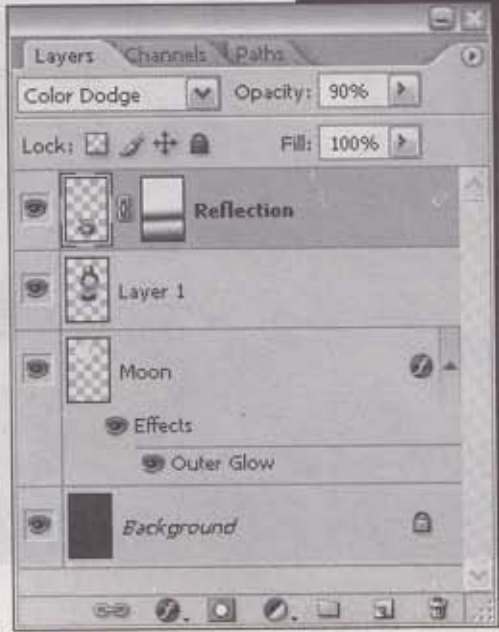 Layers Channels Paths
Color Dodge Opacity: 90%
Lock: Fill: 100%
Reflection
Layer 1
Moon
Effects
Outer Glow
Background